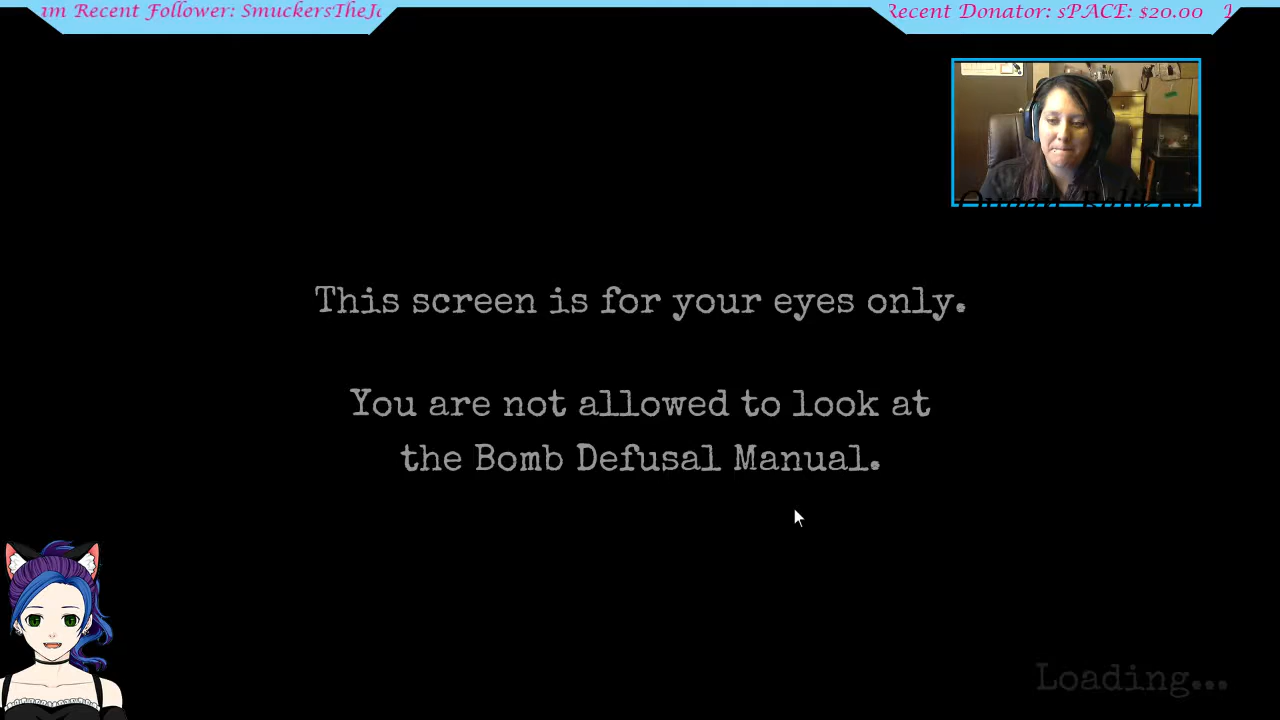 Recent Follower: SmuckersTheJe
Recent Donator: sPACE: $20.00
This screen is for your eyes only.
You are not allowed to look at
the Bomb Defusal Manual.
Loading...